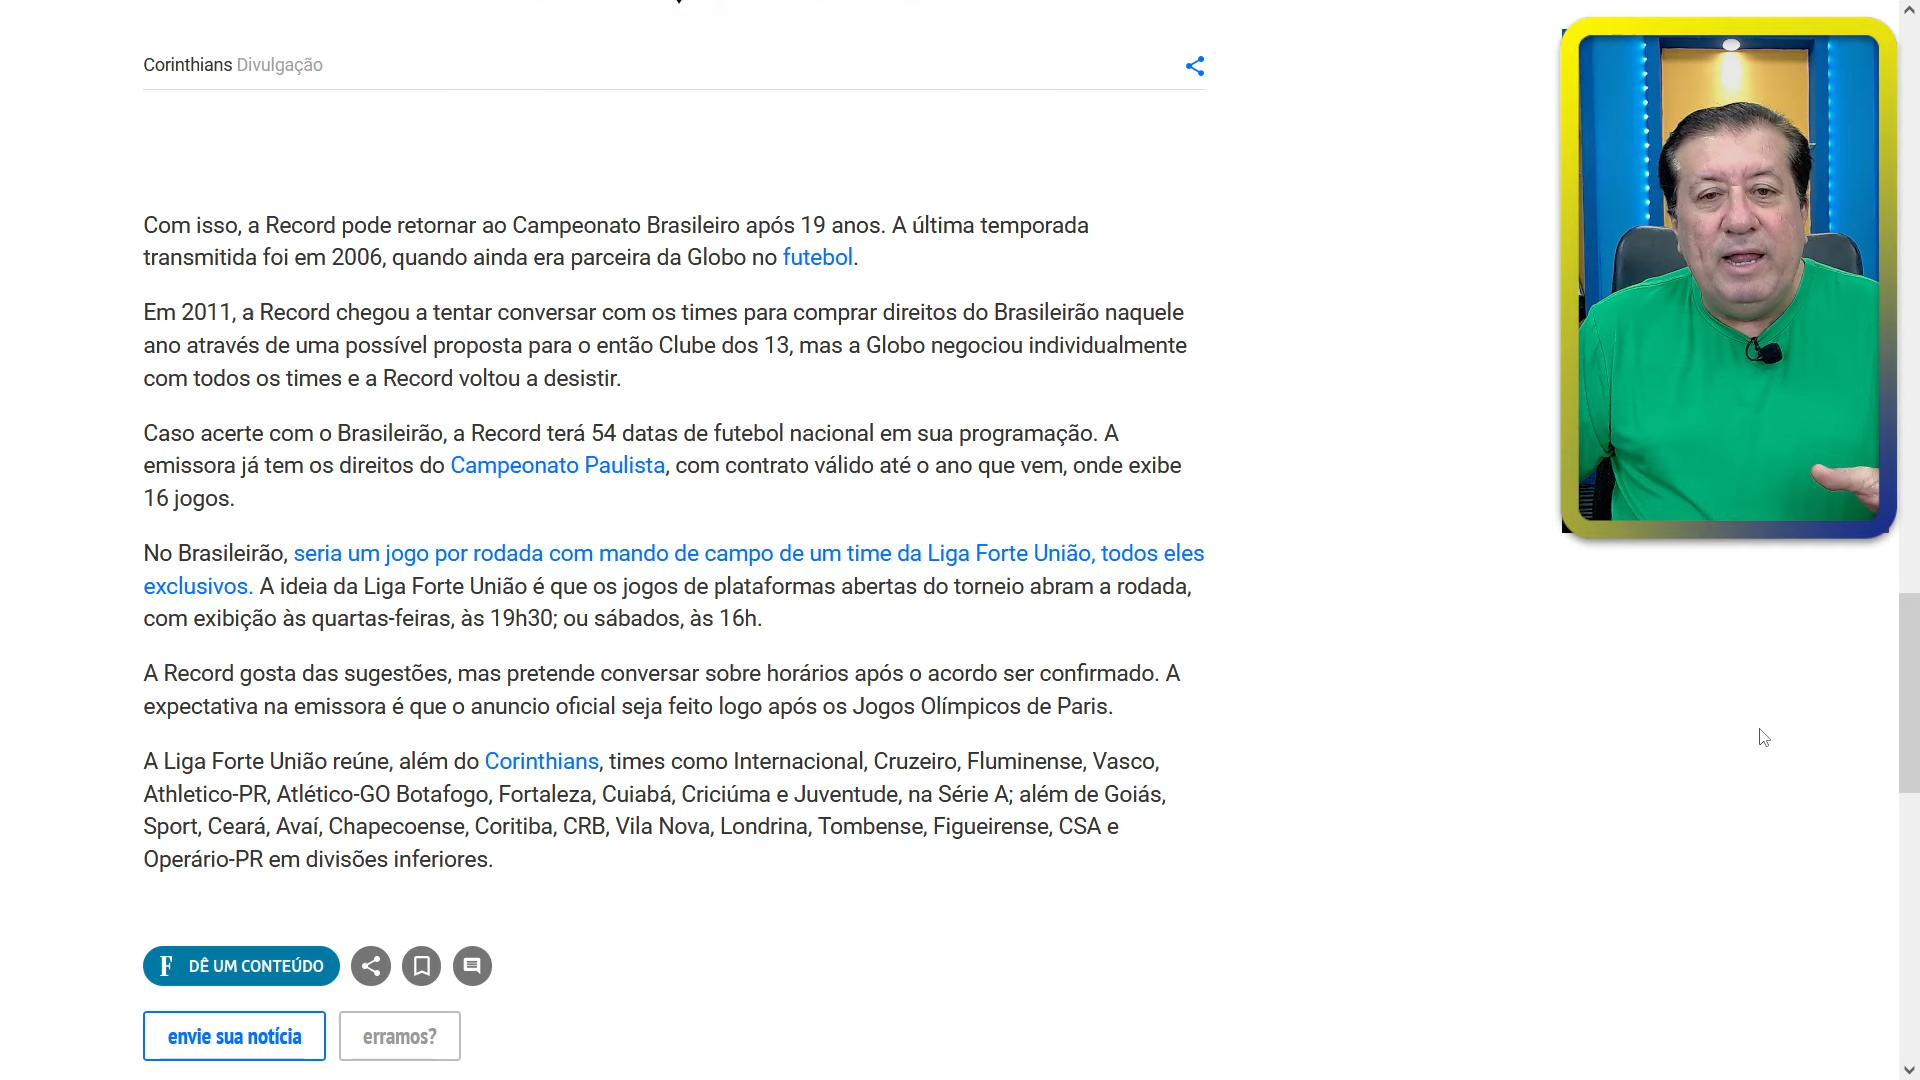 Corinthians Divulgação
Com isso, a Record pode retornar ao Campeonato Brasileiro após 19 anos. A última temporada
transmitida foi em 2006, quando ainda era parceira da Globo no futebol.
Em 2011, a Record chegou a tentar conversar com os times para comprar direitos do Brasileirão naquele
ano através de uma possível proposta para o então Clube dos 13, mas a Globo negociou individualmente
com todos os times e a Record voltou a desistir.
Caso acerte com o Brasileirão, a Record terá 54 datas de futebol nacional em sua programação. A
emissora já tem os direitos do Campeonato Paulista, com contrato válido até o ano que vem, onde exibe
16 jogos.
No Brasileirão, seria um jogo por rodada com mando de campo de um time da Liga Forte União, todos eles
exclusivos. A ideia da Liga Forte União é que os jogos de plataformas abertas do torneio abram a rodada,
com exibição às quartas-feiras, às 19h30; ou sábados, às 16h.
A Record gosta das sugestões, mas pretende conversar sobre horários após o acordo ser confirmado. A
expectativa na emissora é que o anuncio oficial seja feito logo após os Jogos Olímpicos de Paris.
A Liga Forte União reúne, além do Corinthians, times como Internacional, Cruzeiro, Fluminense, Vasco,
Athletico-PR, Atlético-GO Botafogo, Fortaleza, Cuiabá, Criciúma e Juventude, na Série A; além de Goiás,
Sport, Ceará, Avaí, Chapecoense, Coritiba, CRB, Vila Nova, Londrina, Tombense, Figueirense, CSA e
Operário-PR em divisões inferiores.
F DÊ UM CONTEÚDO
envie sua notícia erramos?